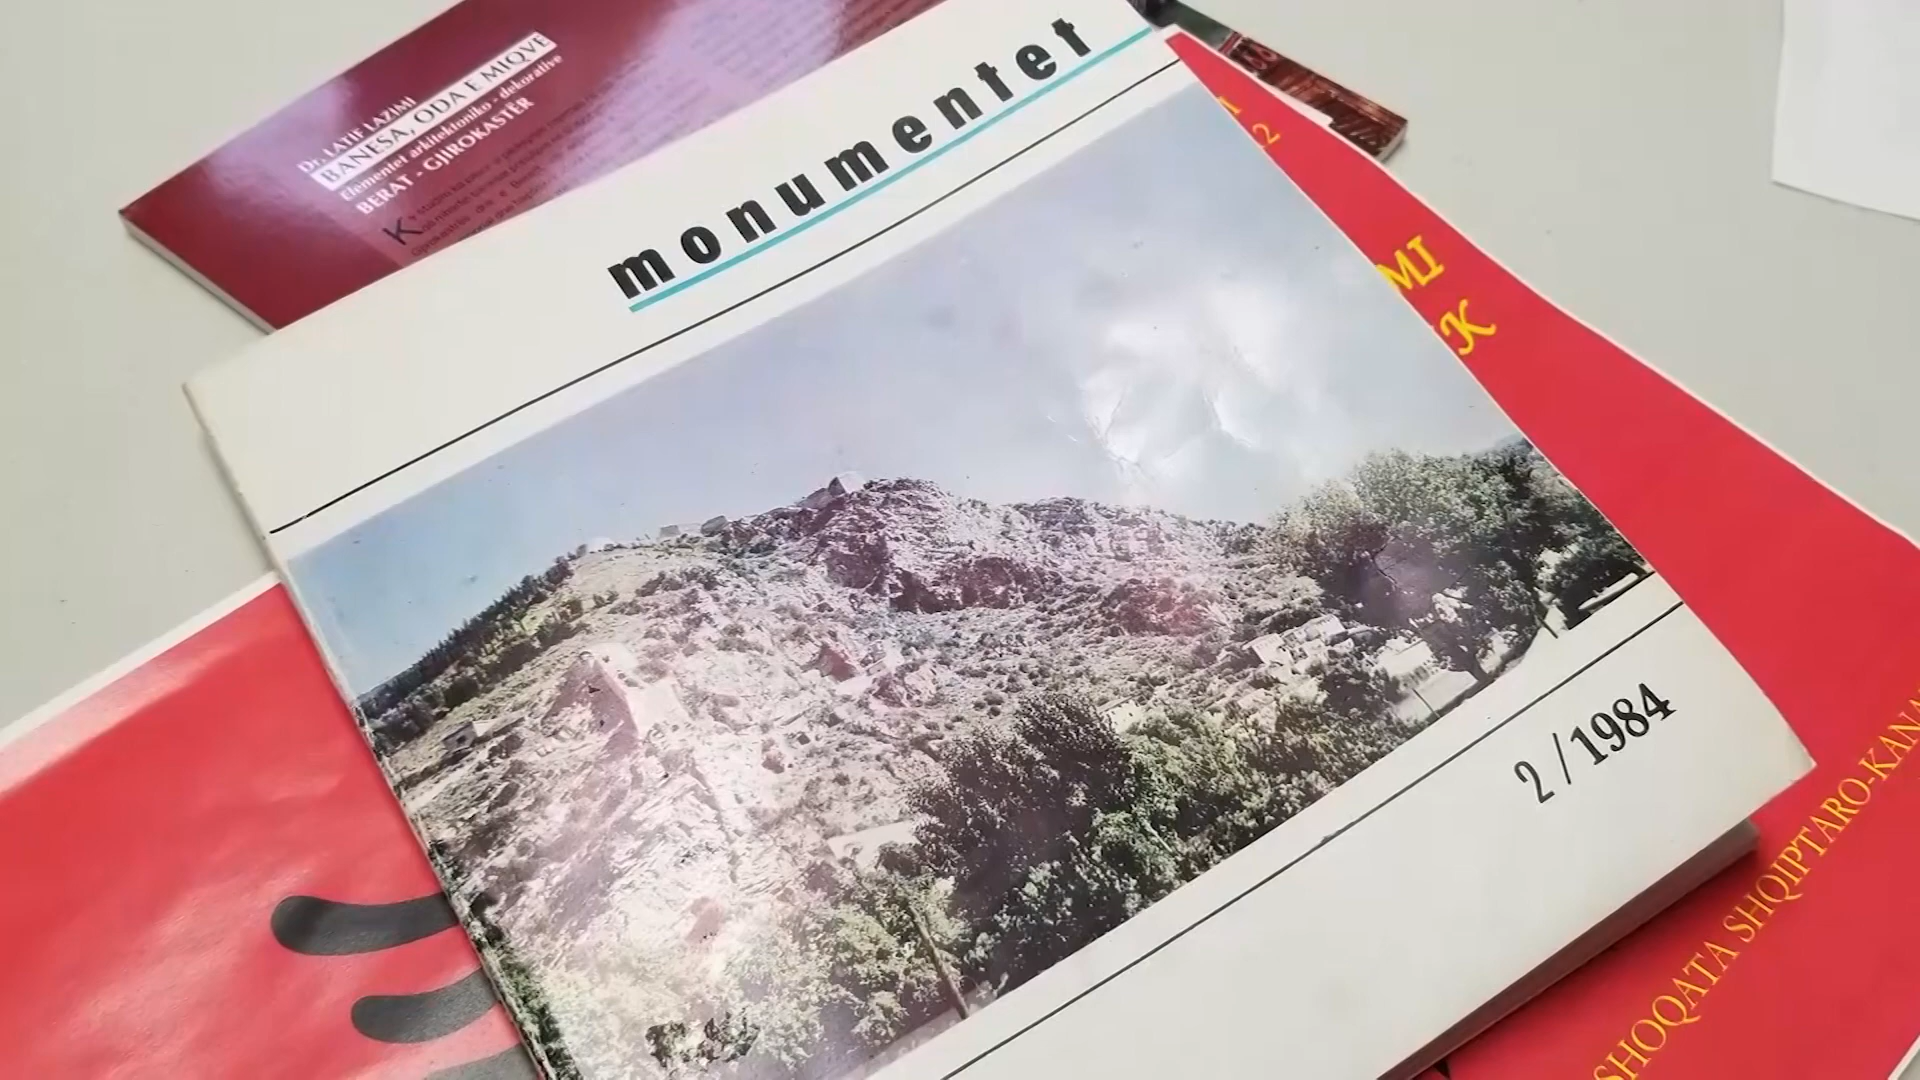 Dr. LATIF LAZIMI
BANESA, ODA E MIQVE
Elementet arkitektoniko - dekorative
BERAT - GJIROKASTËR
monumentet
MI
K
2 / 1984
SHOQATA SHQIPTARO-KANA